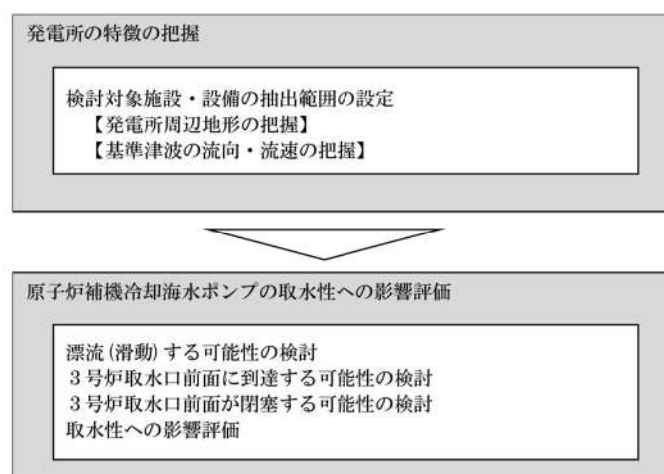 発電所の特徴の把握
検討対象施設・設備の抽出範囲の設定
【発電所周辺地形の把握】
【基準津波の流向・流速の把握】
原子炉補機冷却海水ポンプの取水性への影響評価
漂流(滑動)する可能性の検討
3号炉取水口前面に到達する可能性の検討
3号炉取水口前面が閉塞する可能性の検討
取水性への影響評価